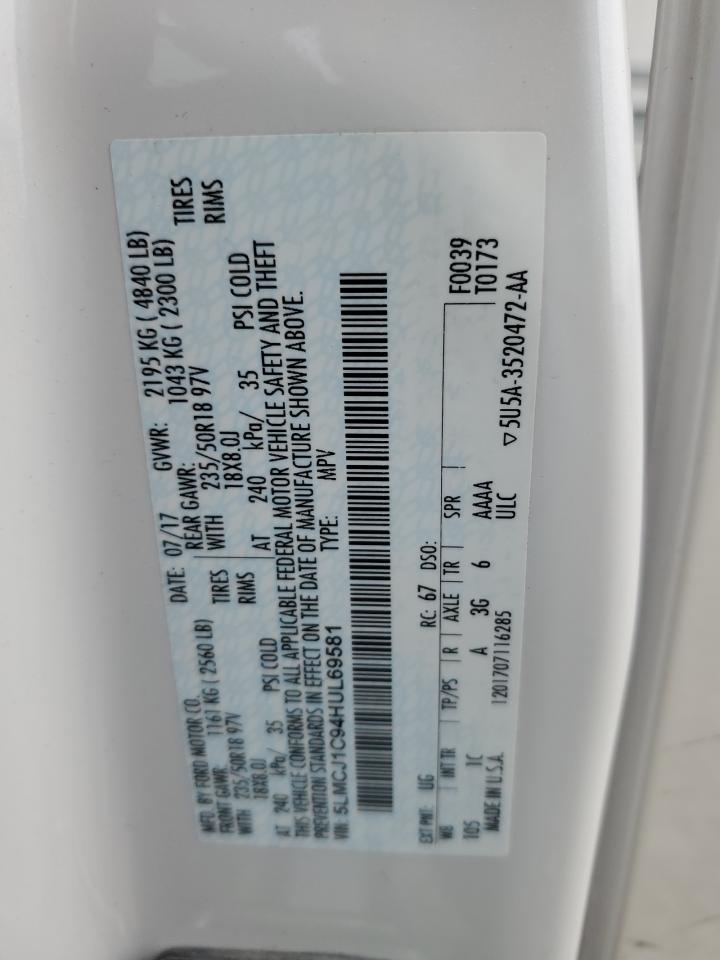 MFD. BY FORD MOTOR CO.
DATE: 07/17 GVWR: 2195 KG ( 4840 LB)
FRONT GAWR: 1161 KG ( 2560 LB)
REAR GAWR: 1043 KG ( 2300 LB)
WITH 235/50R18 97V TIRES
WITH 235/50R18 97V TIRES
18X8.0J RIMS
18X8.0J RIMS
AT 240 kPa/ 35 PSI COLD
AT 240 kPa/ 35 PSI COLD
THIS VEHICLE CONFORMS TO ALL APPLICABLE FEDERAL MOTOR VEHICLE SAFETY AND THEFT
PREVENTION STANDARDS IN EFFECT ON THE DATE OF MANUFACTURE SHOWN ABOVE.
VIN: 5LMCJ1C94HUL69581 TYPE: MPV
EXT PNT: UG RC: 67 DSO: F0039
T0173
WB INT TR TP/PS R AXLE TR SPR
105 1C A 3G 6 AAAA
MADE IN U.S.A. 1201707116285 ULC ▽5U5A-3520472-AA